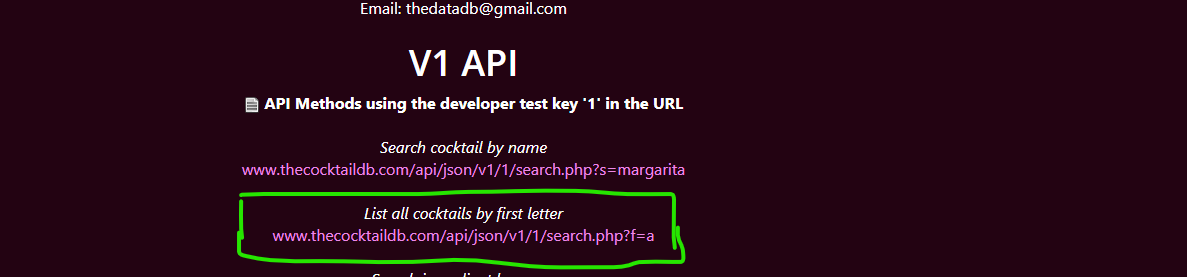 Email: thedatadb@gmail.com
V1 API
API Methods using the developer test key '1' in the URL
Search cocktail by name
www.thecocktaildb.com/api/json/v1/1/search.php?s=margarita
List all cocktails by first letter
www.thecocktaildb.com/api/json/v1/1/search.php?f=a